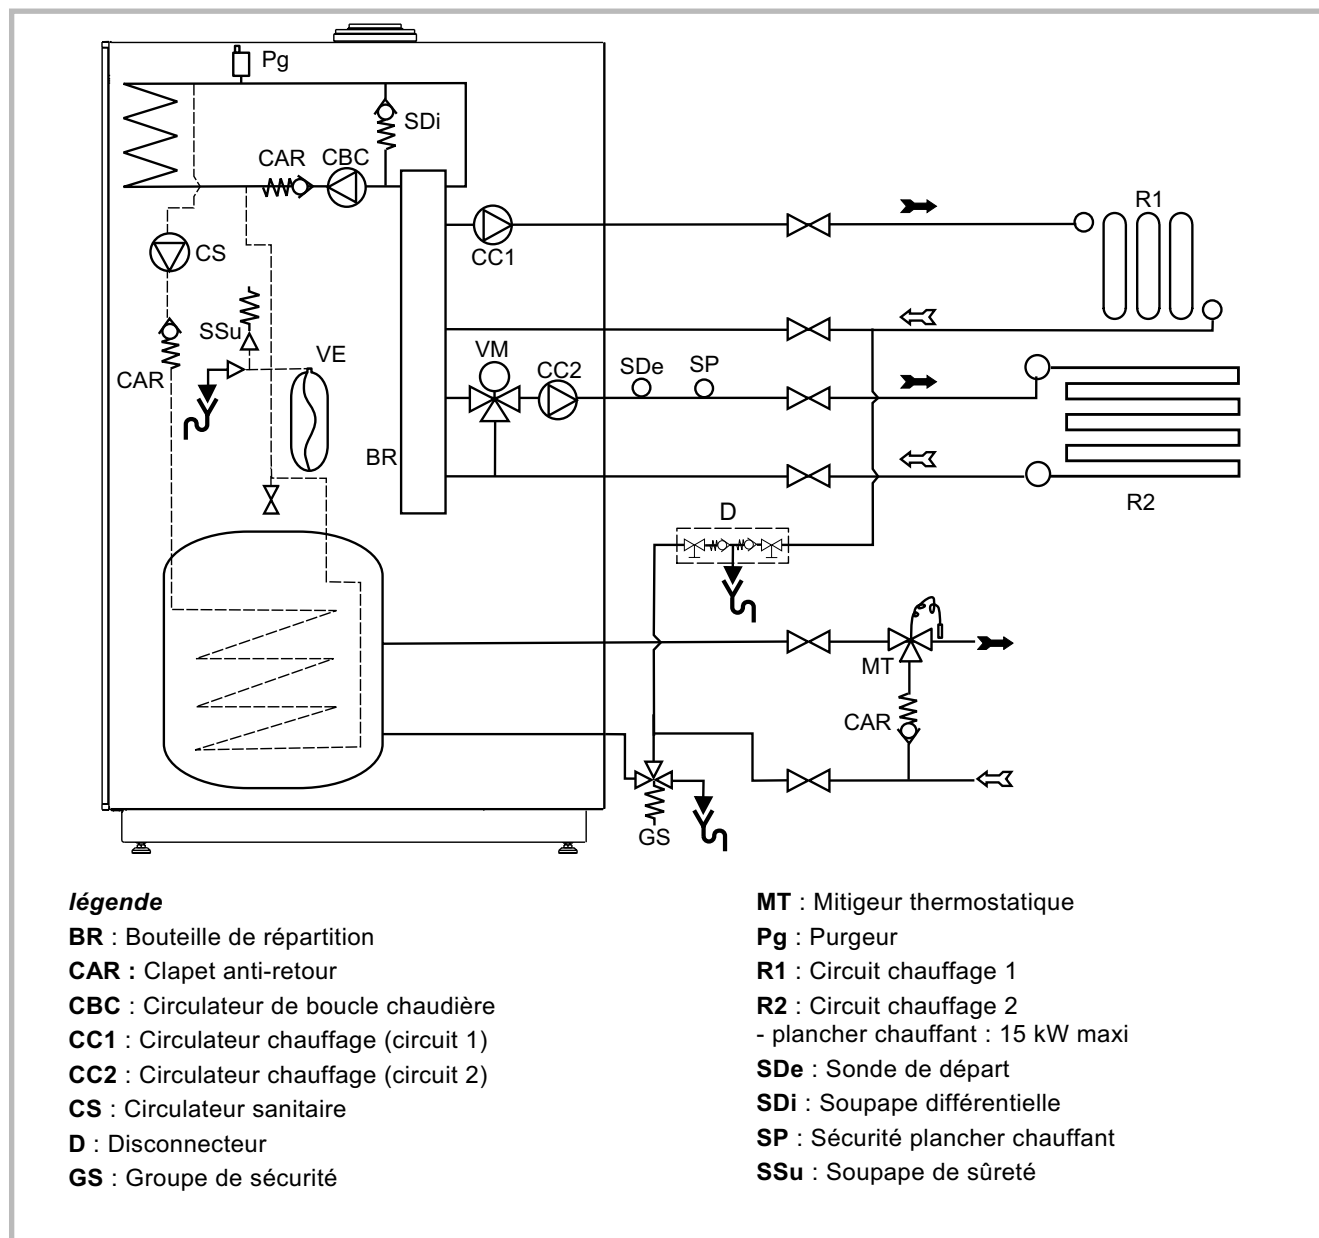 Pg
SDi
CAR
CBC
R1
CS
CC1
SSu
VE
VM
CC2
SDe
SP
CAR
BR
R2
D
MT
CAR
GS
légende
BR : Bouteille de répartition
CAR : Clapet anti-retour
CBC : Circulateur de boucle chaudière
CC1 : Circulateur chauffage (circuit 1)
CC2 : Circulateur chauffage (circuit 2)
CS : Circulateur sanitaire
D : Disconnecteur
GS : Groupe de sécurité
MT : Mitigeur thermostatique
Pg : Purgeur
R1 : Circuit chauffage 1
R2 : Circuit chauffage 2
- plancher chauffant : 15 kW maxi
SDe : Sonde de départ
SDi : Soupape différentielle
SP : Sécurité plancher chauffant
SSu : Soupape de sûreté